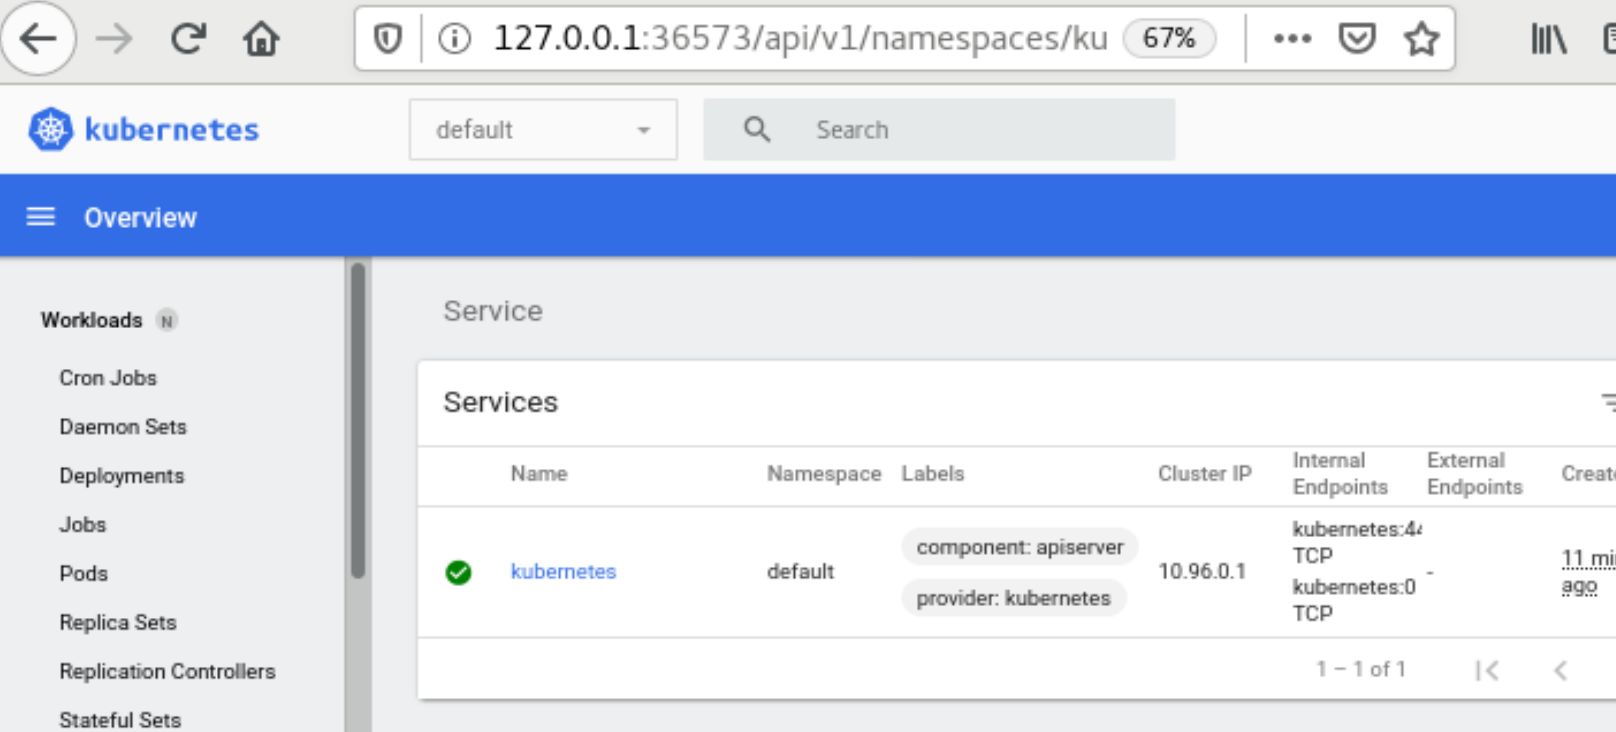 127.0.0.1:36573/api/v1/namespaces/ku 67%
kubernetes default Search
Overview
Workloads N
Cron Jobs
Daemon Sets
Deployments
Jobs
Pods
Replica Sets
Replication Controllers
Stateful Sets
Service
Services
Name Namespace Labels Cluster IP Internal Endpoints External Endpoints
kubernetes default component: apiserver provider: kubernetes 10.96.0.1 kubernetes:44 TCP kubernetes:0 TCP - 11 mi ago
1 – 1 of 1